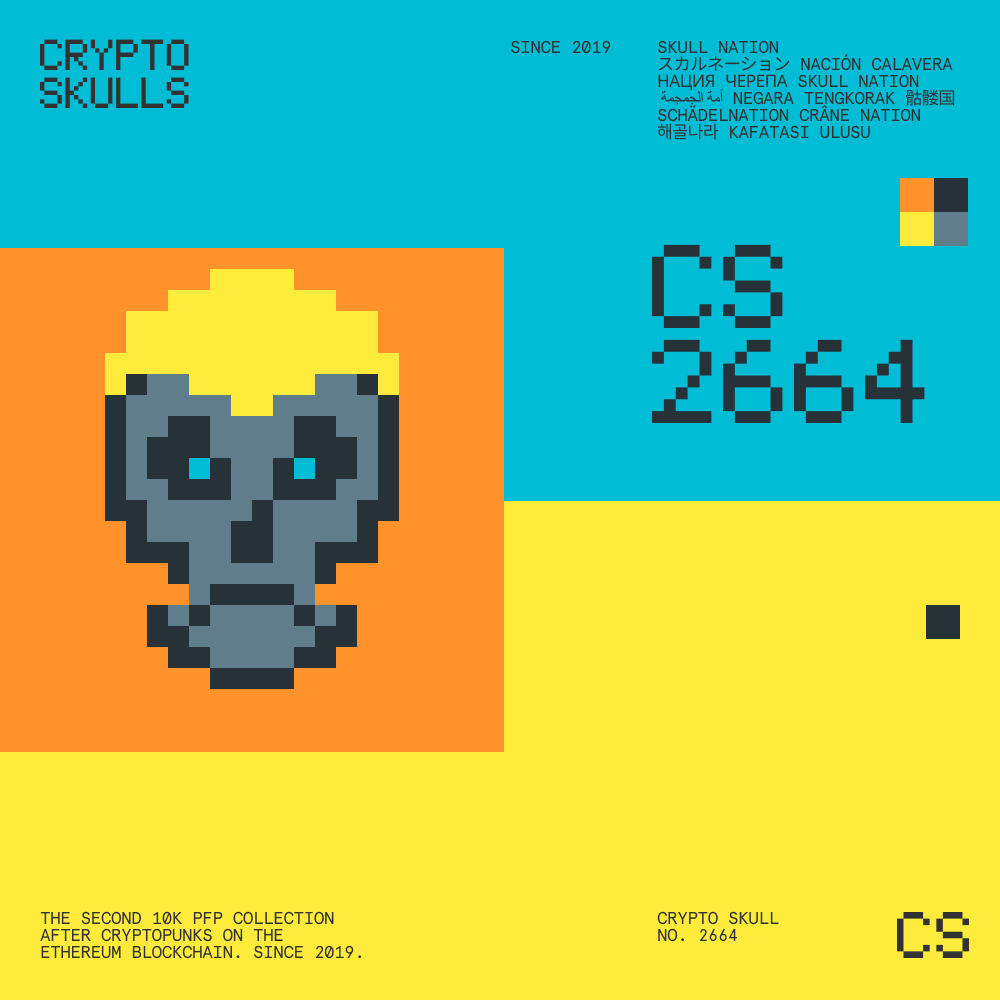 CRYPTO
SKULLS
SINCE 2019
SKULL NATION
スカルネーション NACIÓN CALAVERA
НАЦИЯ ЧЕРЕПА SKULL NATION
أمة الجمجمة NEGARA TENGKORAK 骷髅国
SCHÄDELNATION CRÂNE NATION
해골나라 KAFATASI ULUSU
CS
2664
THE SECOND 10K PFP COLLECTION
AFTER CRYPTOPUNKS ON THE
ETHEREUM BLOCKCHAIN. SINCE 2019.
CRYPTO SKULL
NO. 2664
CS